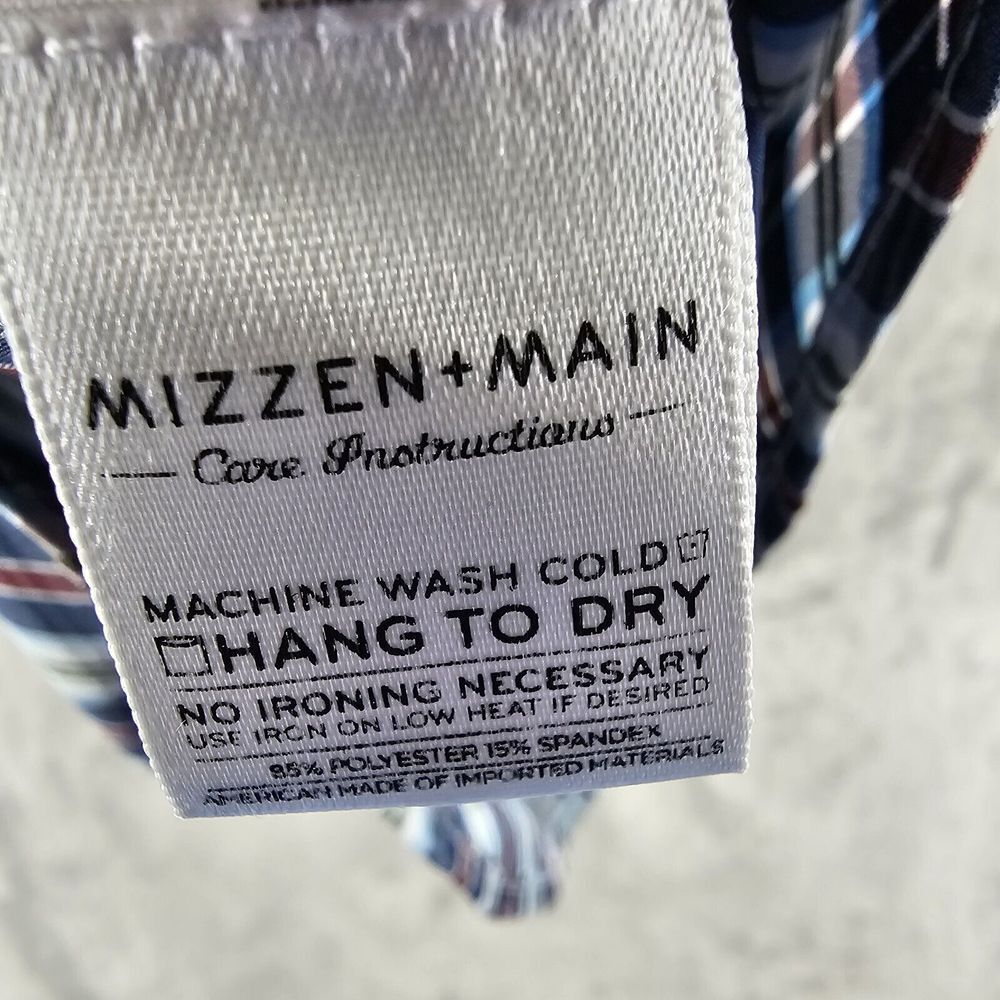 MIZZEN+MAIN
Care Instructions
MACHINE WASH COLD
HANG TO DRY
NO IRONING NECESSARY
USE IRON ON LOW HEAT IF DESIRED
85% POLYESTER 15% SPANDEX
AMERICAN MADE OF IMPORTED MATERIALS